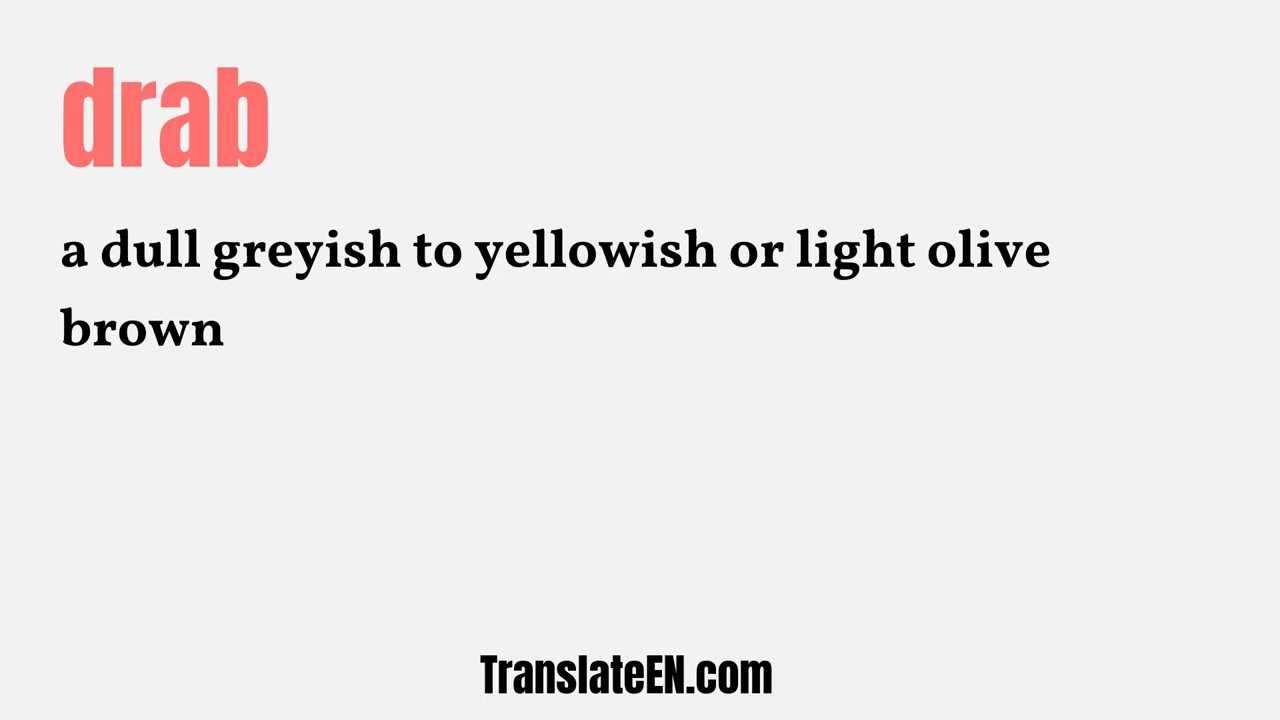 drab
a dull greyish to yellowish or light olive
brown
TranslateEN.com